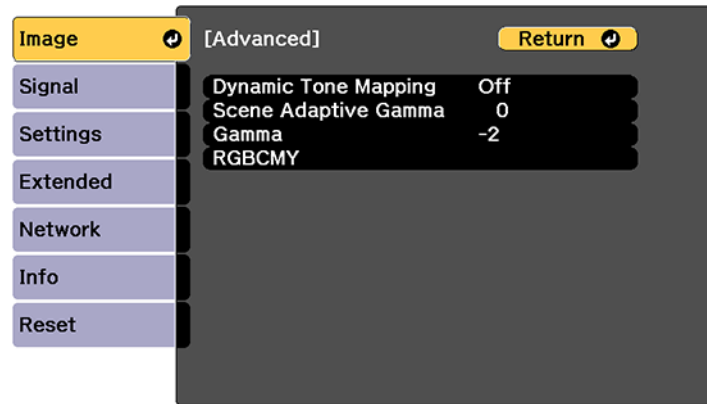 Image
Signal
Settings
Extended
Network
Info
Reset
[Advanced] Return
Dynamic Tone Mapping Off
Scene Adaptive Gamma 0
Gamma -2
RGBCMY